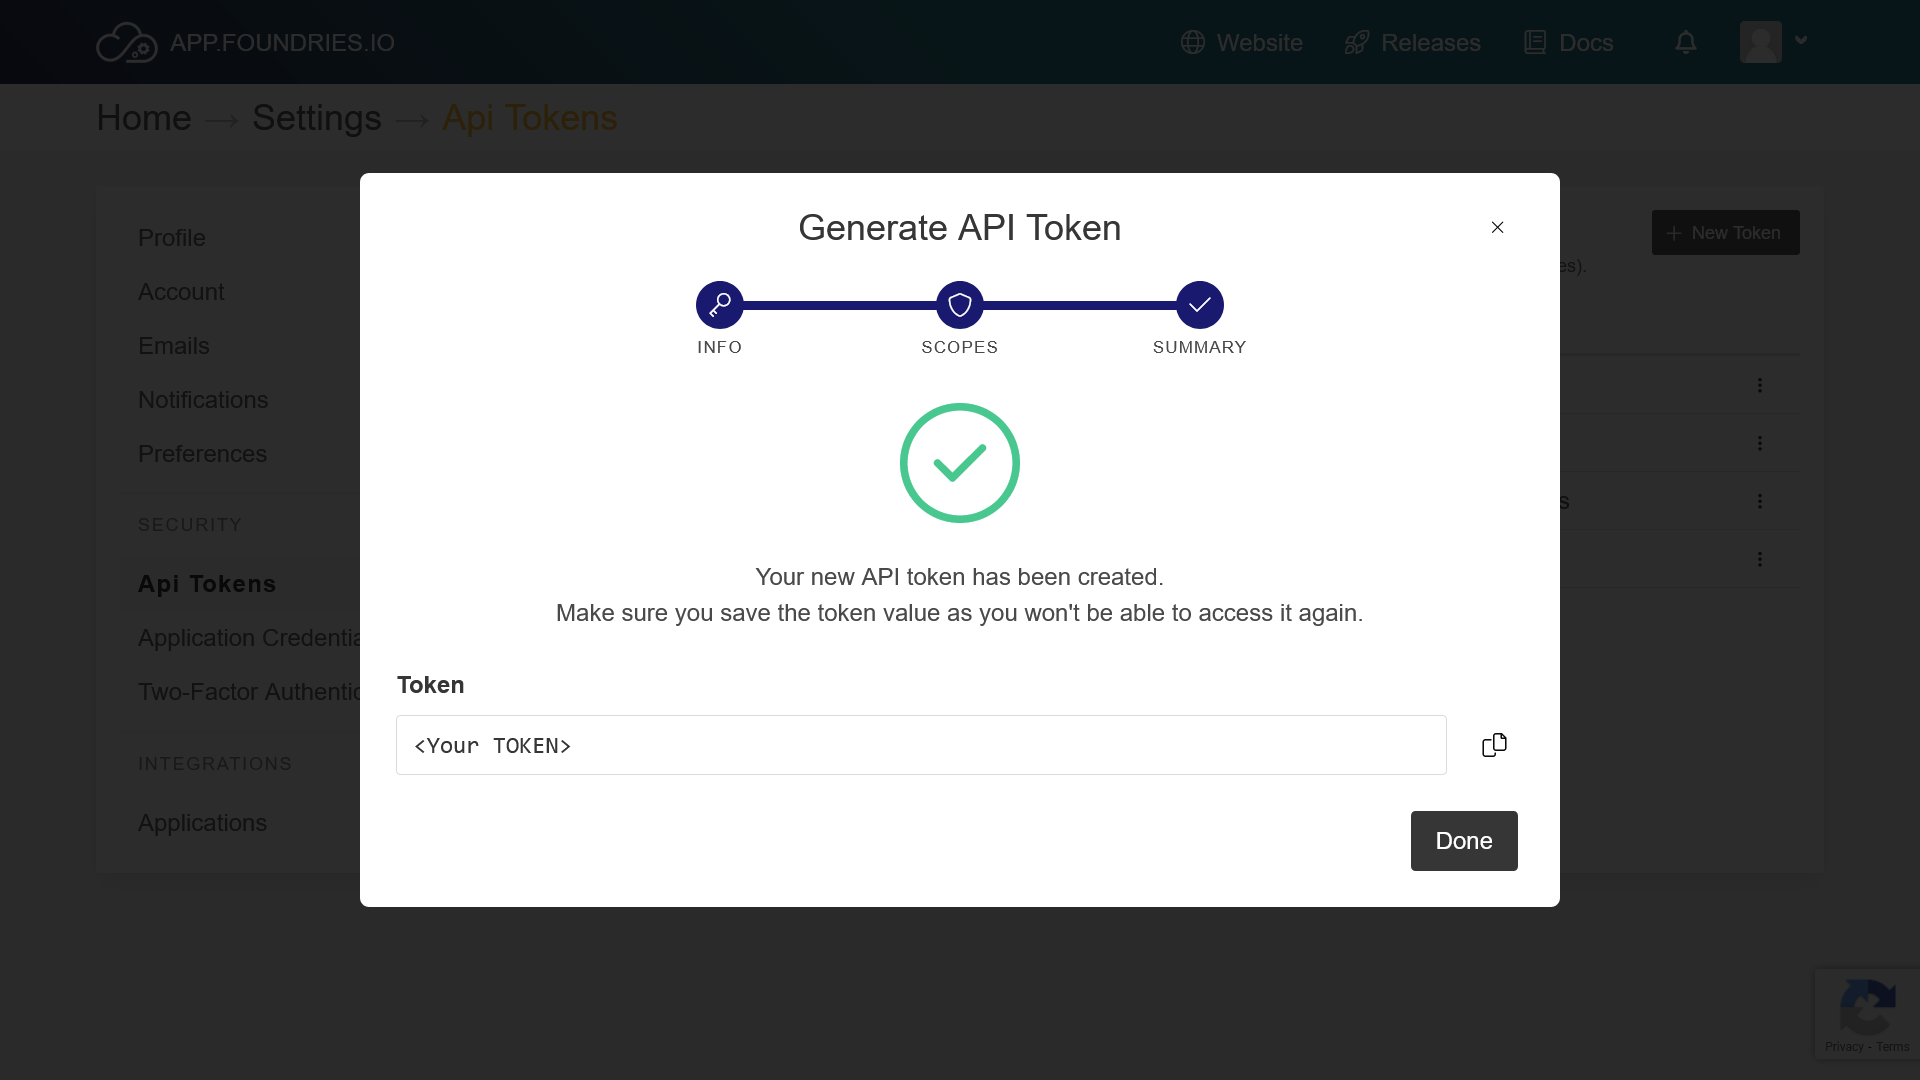 APP.FOUNDRIES.IO
Website
Releases
Docs
Home → Settings → Api Tokens
Profile
Account
Emails
Notifications
Preferences
SECURITY
Api Tokens
Application Credentia
Two-Factor Authentic
INTEGRATIONS
Applications
New Token
es).
s
Generate API Token
INFO
SCOPES
SUMMARY
Your new API token has been created.
Make sure you save the token value as you won't be able to access it again.
Token
<Your TOKEN>
Done
Privacy - Terms